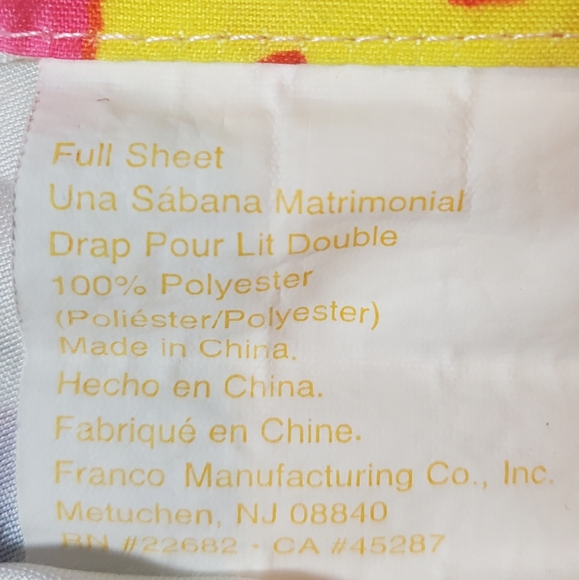 Full Sheet
Una Sábana Matrimonial
Drap Pour Lit Double
100% Polyester
(Poliéster/Polyester)
Made in China.
Hecho en China.
Fabriqué en Chine.
Franco Manufacturing Co., Inc.
Metuchen, NJ 08840
RN #22682 - CA #45287